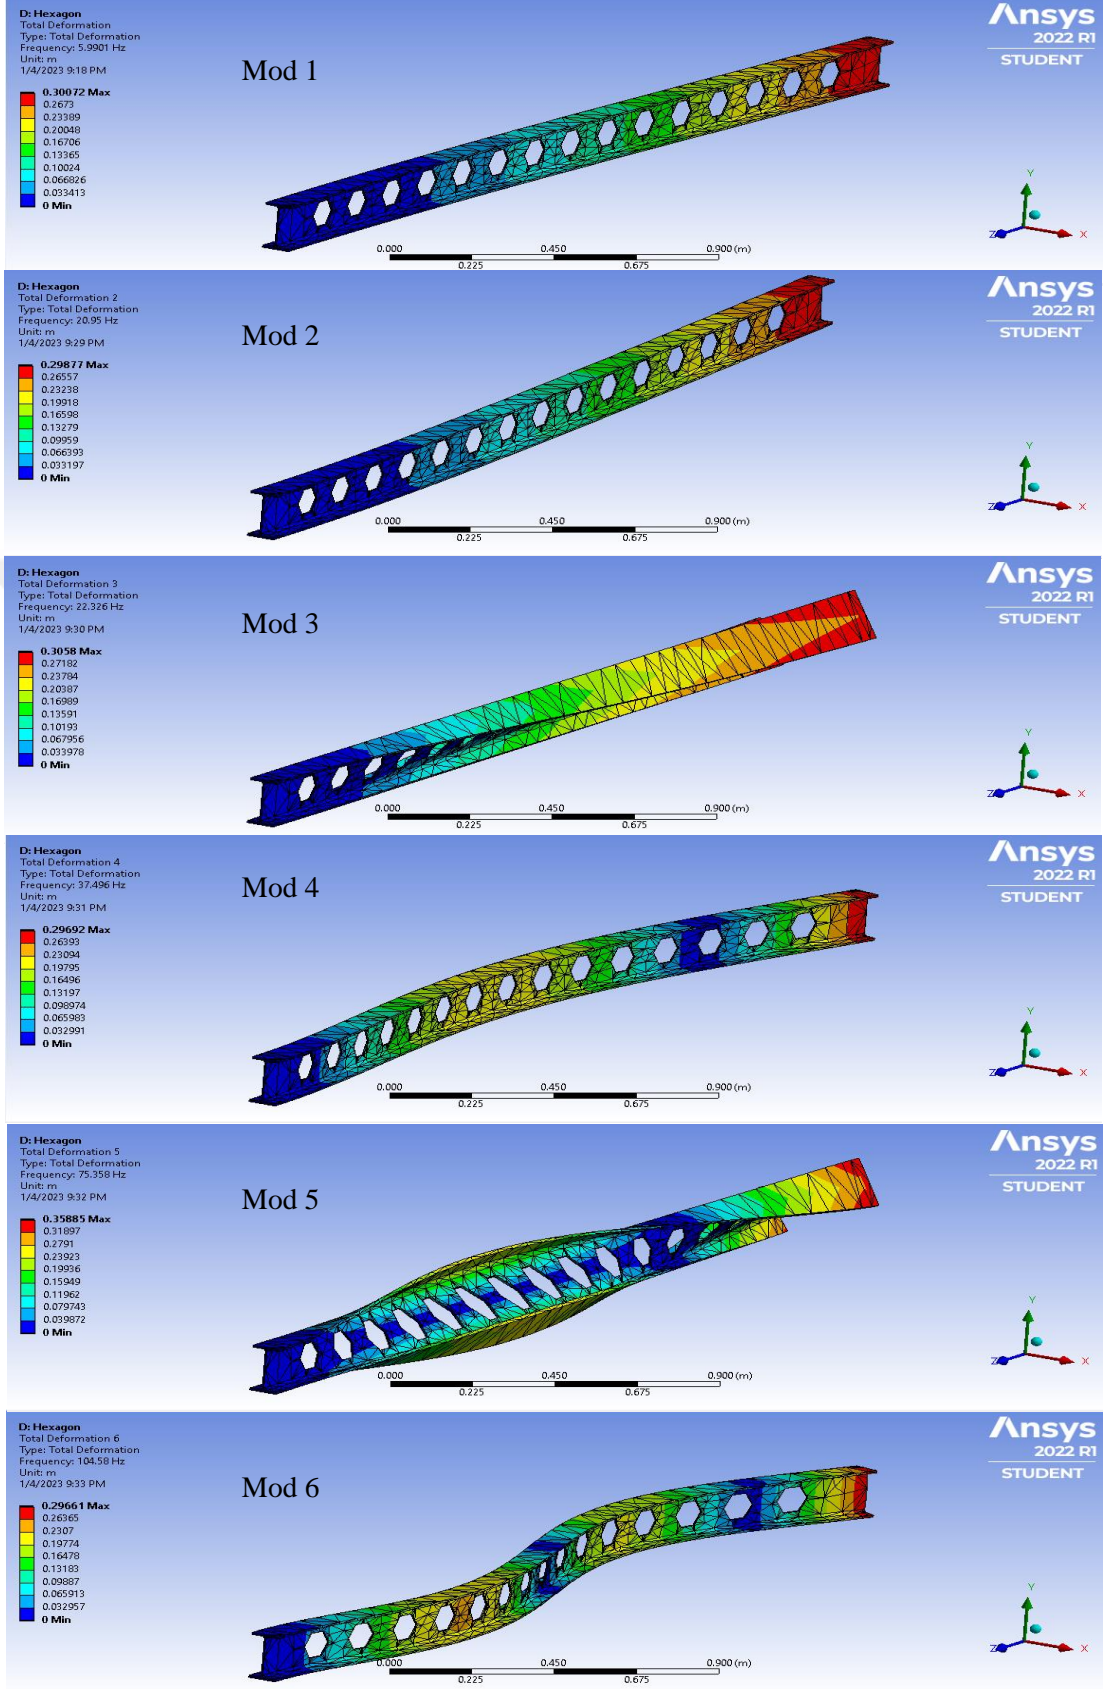 D: Hexagon
Total Deformation
Type: Total Deformation
Frequency: 5.9901 Hz
Unit: m
1/4/2023 9:18 PM
0.30072 Max
0.2673
0.23389
0.20048
0.16706
0.13365
0.10024
0.066826
0.033413
0 Min
Mod 1
Ansys
2022 R1
STUDENT
Y
Z
X
0.000
0.450
0.900 (m)
0.225
0.675
D: Hexagon
Total Deformation 2
Type: Total Deformation
Frequency: 20.95 Hz
Unit: m
1/4/2023 9:29 PM
0.29877 Max
0.26557
0.23238
0.19918
0.16598
0.13279
0.09959
0.066393
0.033197
0 Min
Mod 2
Ansys
2022 R1
STUDENT
Y
Z
X
0.000
0.450
0.900 (m)
0.225
0.675
D: Hexagon
Total Deformation 3
Type: Total Deformation
Frequency: 22.326 Hz
Unit: m
1/4/2023 9:30 PM
0.3058 Max
0.27182
0.23784
0.20387
0.16989
0.13591
0.10193
0.067956
0.033978
0 Min
Mod 3
Ansys
2022 R1
STUDENT
Y
Z
X
0.000
0.450
0.900 (m)
0.225
0.675
D: Hexagon
Total Deformation 4
Type: Total Deformation
Frequency: 37.496 Hz
Unit: m
1/4/2023 9:31 PM
0.29692 Max
0.26393
0.23094
0.19795
0.16496
0.13197
0.098974
0.065983
0.032991
0 Min
Mod 4
Ansys
2022 R1
STUDENT
Y
Z
X
0.000
0.450
0.900 (m)
0.225
0.675
D: Hexagon
Total Deformation 5
Type: Total Deformation
Frequency: 75.358 Hz
Unit: m
1/4/2023 9:32 PM
0.35885 Max
0.31897
0.2791
0.23923
0.19936
0.15949
0.11962
0.079743
0.039872
0 Min
Mod 5
Ansys
2022 R1
STUDENT
Y
Z
X
0.000
0.450
0.900 (m)
0.225
0.675
D: Hexagon
Total Deformation 6
Type: Total Deformation
Frequency: 104.58 Hz
Unit: m
1/4/2023 9:33 PM
0.29661 Max
0.26365
0.2307
0.19774
0.16478
0.13183
0.09887
0.065913
0.032957
0 Min
Mod 6
Ansys
2022 R1
STUDENT
Y
Z
X
0.000
0.450
0.900 (m)
0.225
0.675